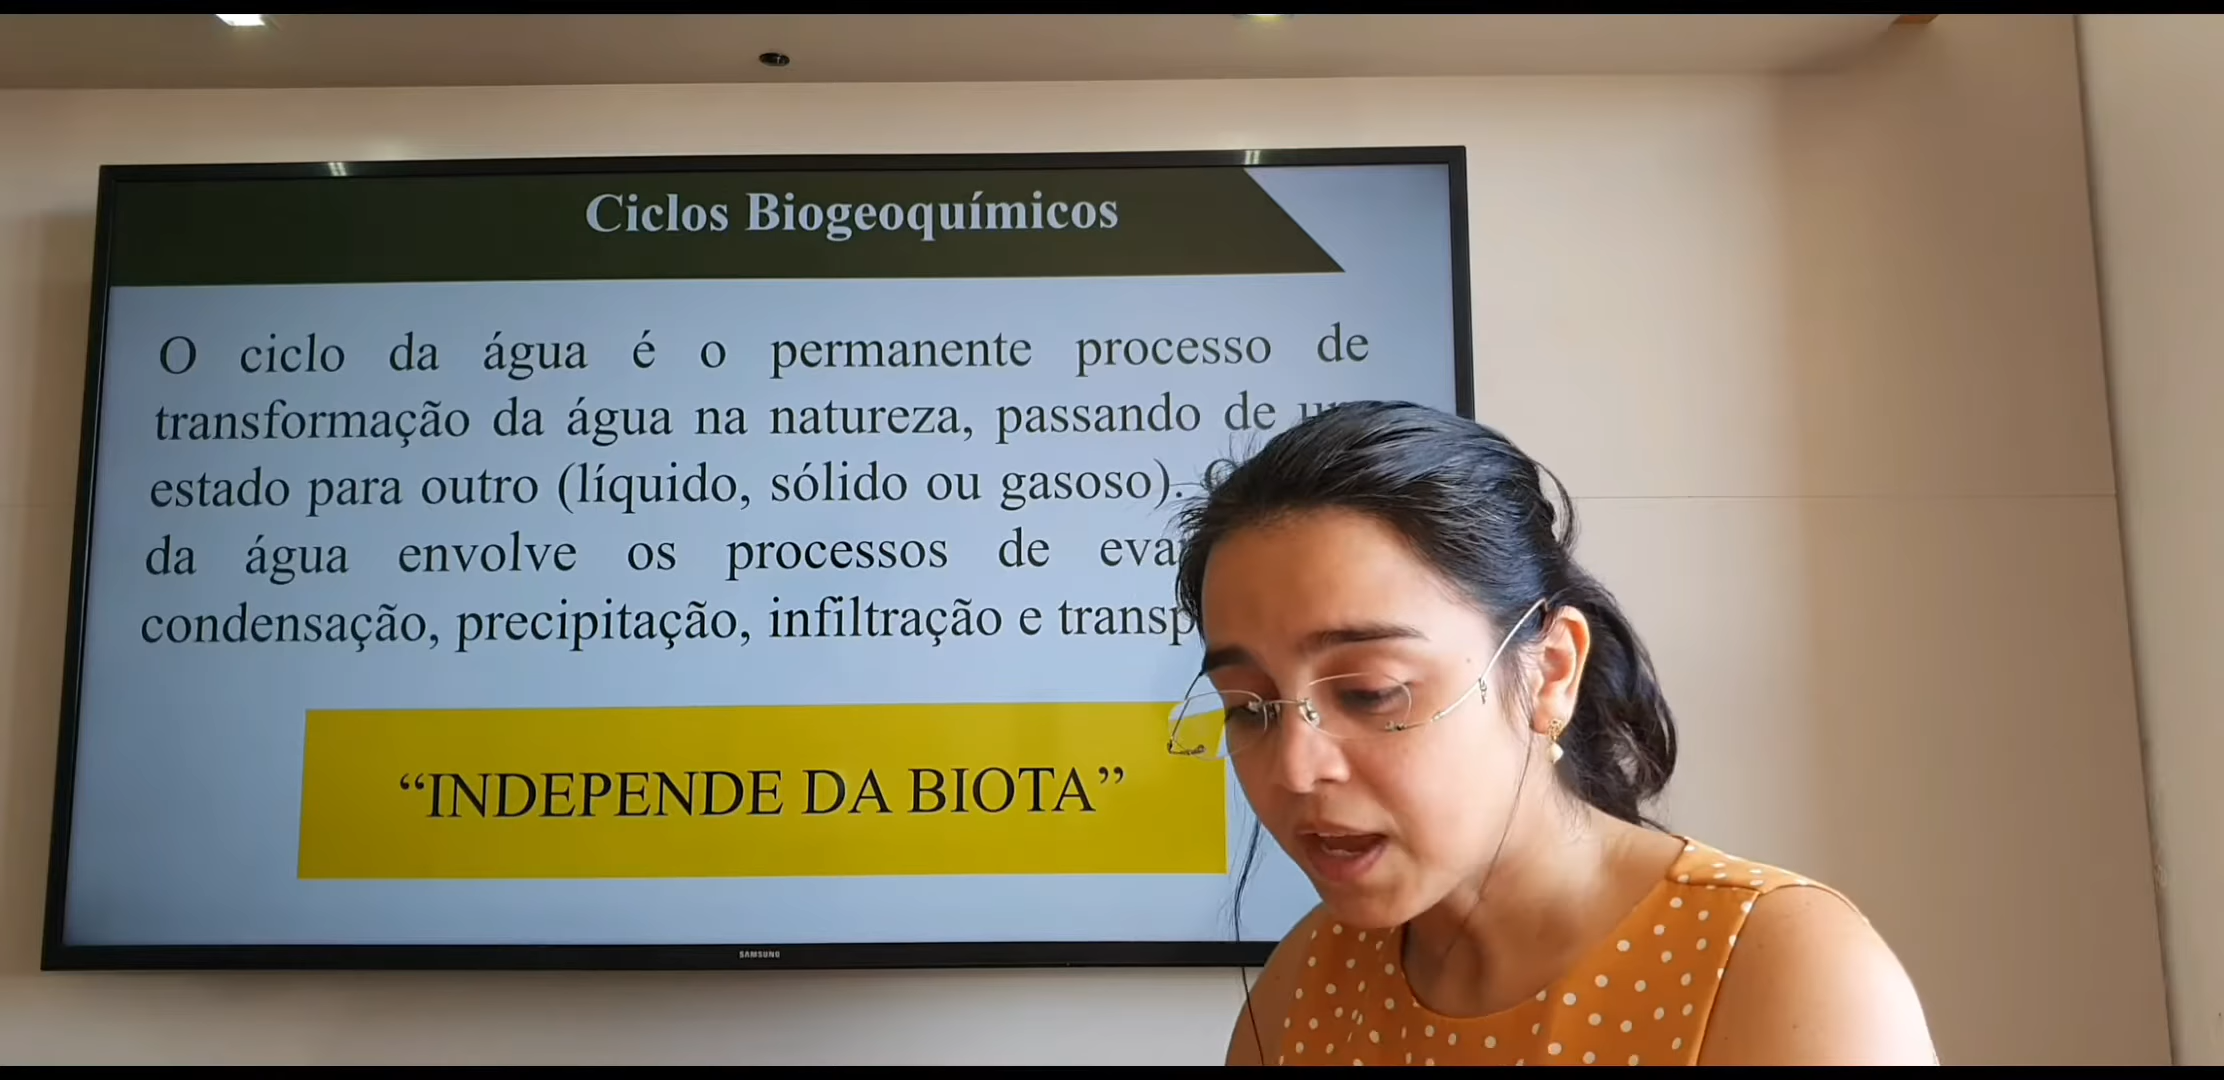 Ciclos Biogeoquímicos
O ciclo da água é o permanente processo de
transformação da água na natureza, passando de
estado para outro (líquido, sólido ou gasoso).
da água envolve os processos de
condensação, precipitação, infiltração e
“INDEPENDE DA BIOTA”
SAMSUNG